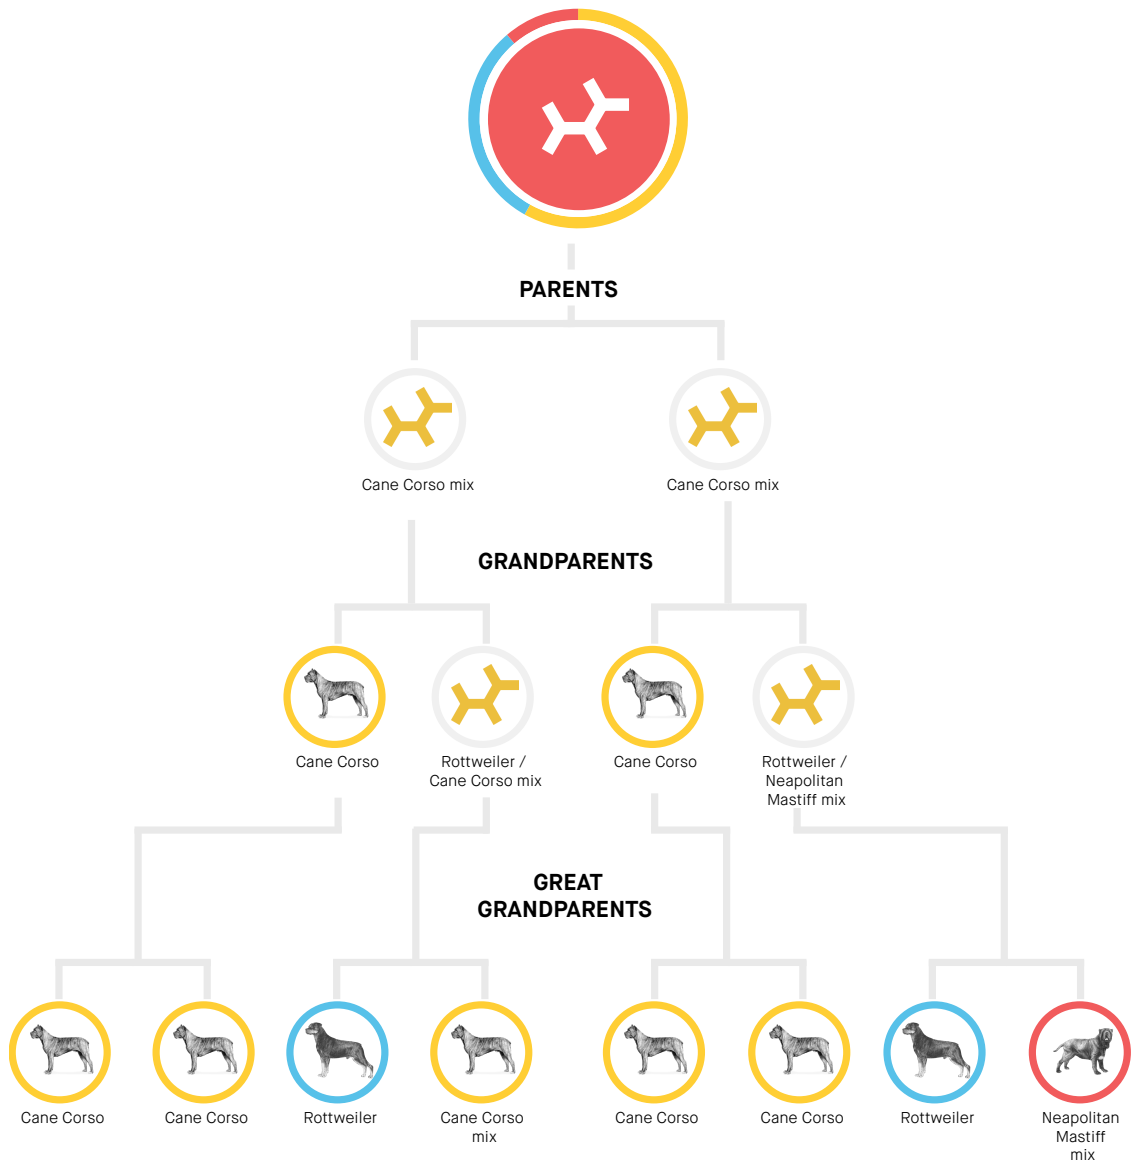 PARENTS
Cane Corso mix
Cane Corso mix
GRANDPARENTS
Cane Corso
Rottweiler /
Cane Corso mix
Cane Corso
Rottweiler /
Neapolitan
Mastiff mix
GREAT
GRANDPARENTS
Cane Corso
Cane Corso
Rottweiler
Cane Corso
mix
Cane Corso
Cane Corso
Rottweiler
Neapolitan
Mastiff
mix